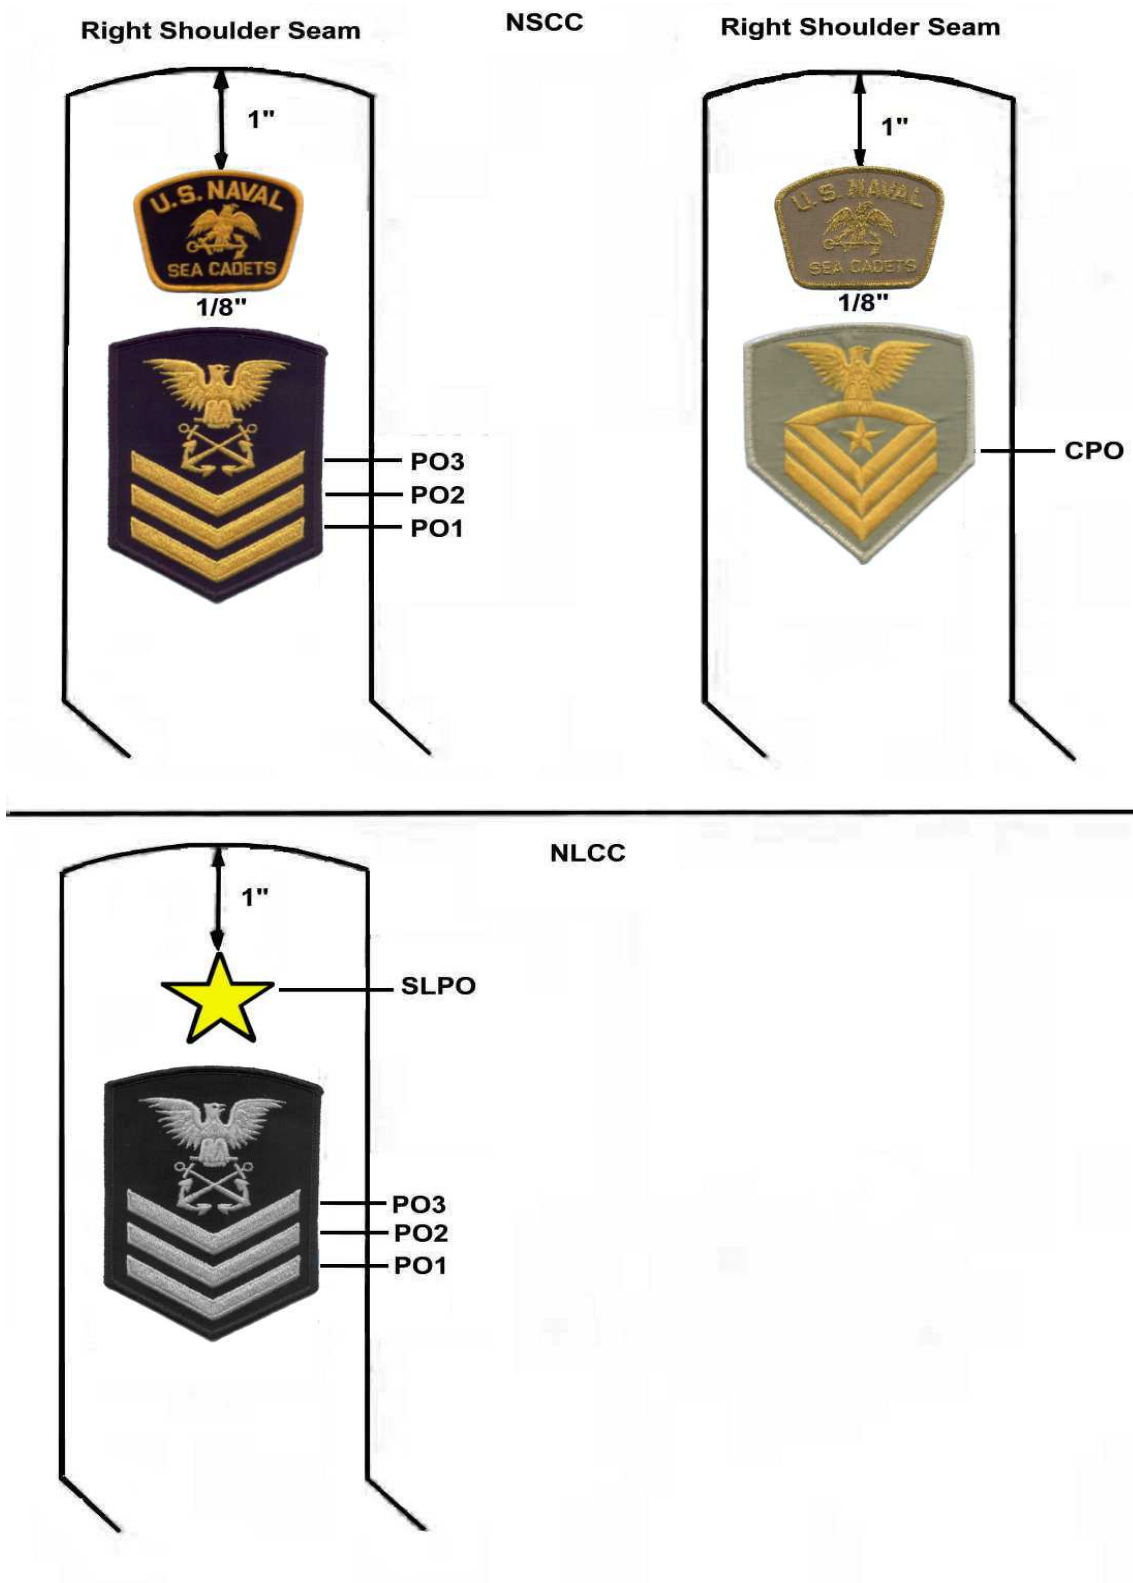 NSCC
Right Shoulder Seam
1"
U.S. NAVAL
SEA CADETS
1/8"
PO3
PO2
PO1
Right Shoulder Seam
1"
U.S. NAVAL
SEA CADETS
1/8"
CPO
NLCC
1"
SLPO
PO3
PO2
PO1